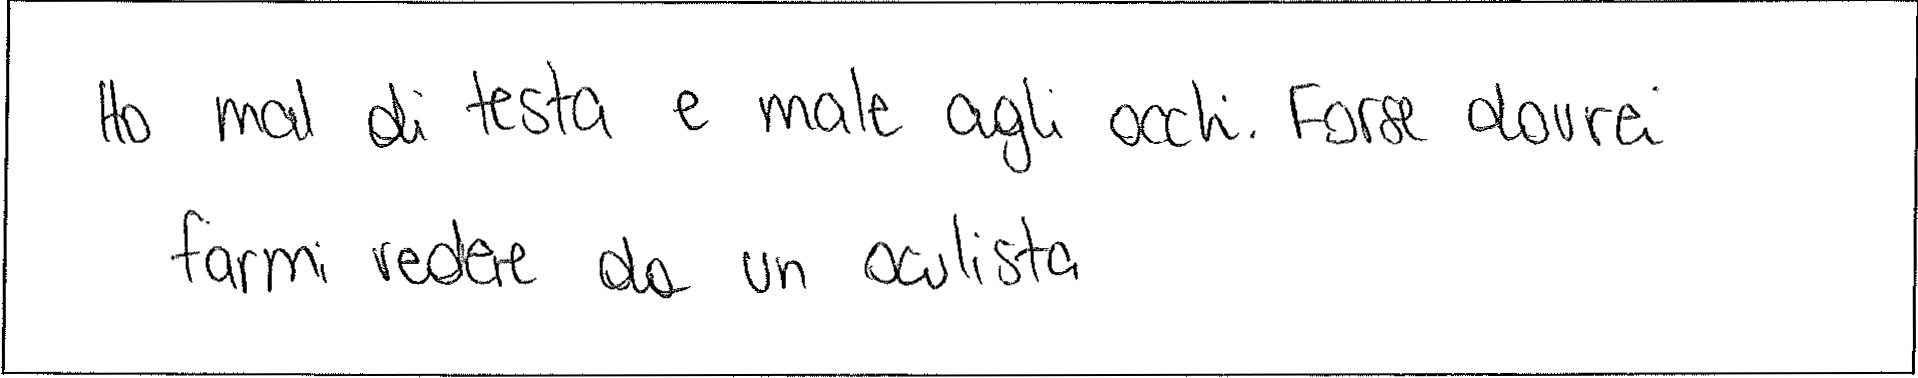 Ho mal di testa e male agli occhi. Forse dovrei
farmi vedere da un oculista